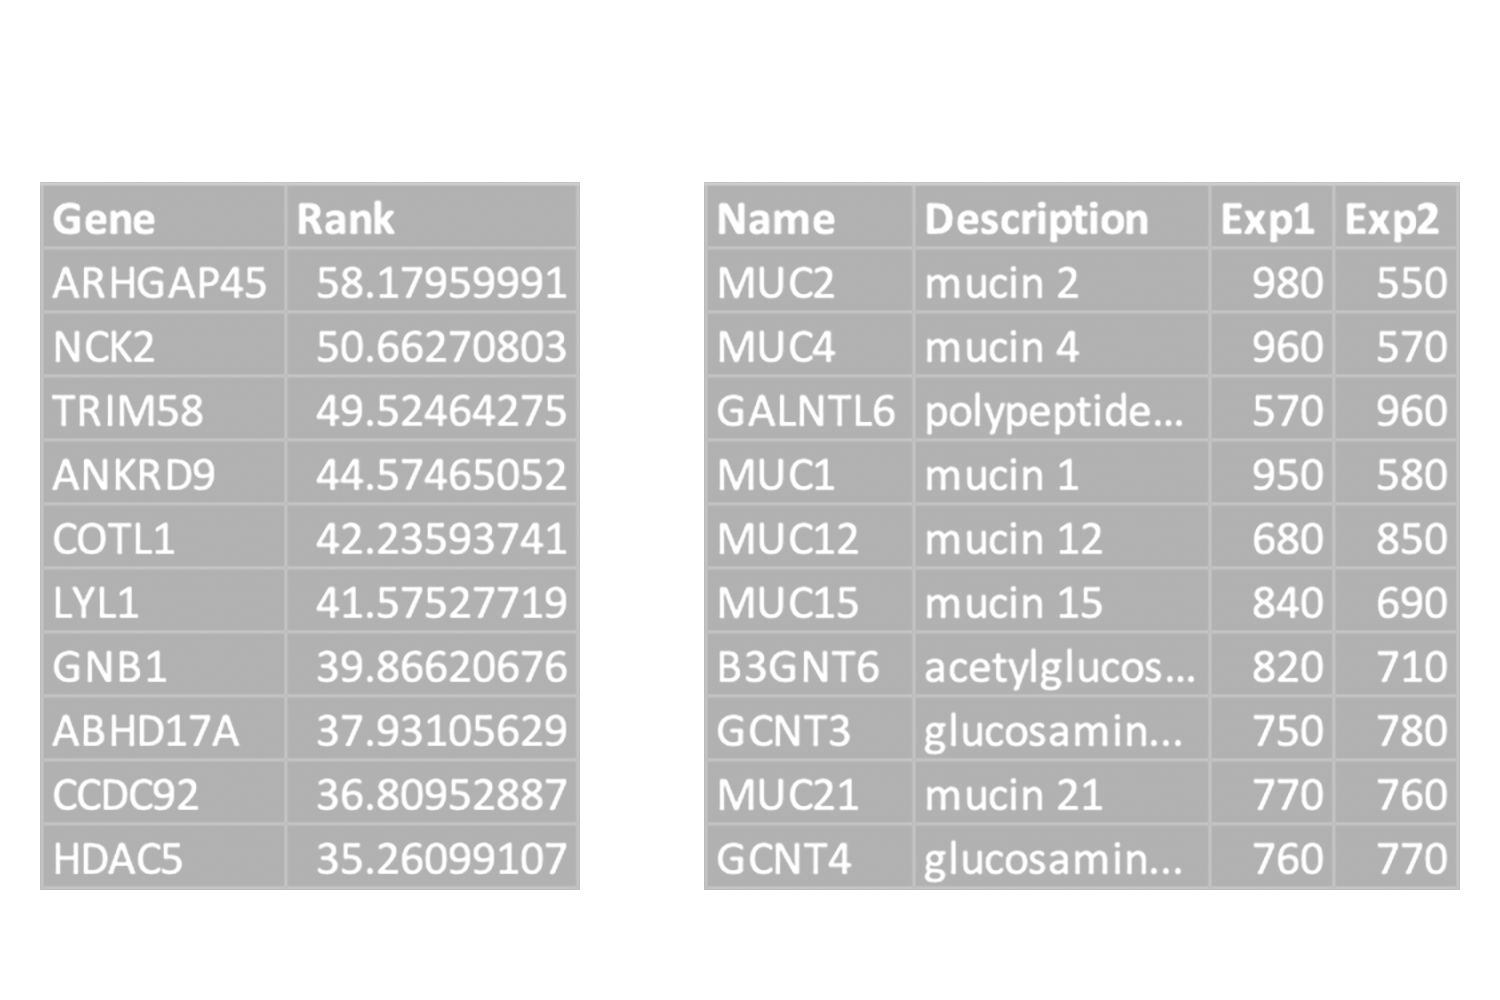 Gene Rank
ARHGAP45 58.17959991
NCK2 50.66270803
TRIM58 49.52464275
ANKRD9 44.57465052
COTL1 42.23593741
LYL1 41.57527719
GNB1 39.86620676
ABHD17A 37.93105629
CCDC92 36.80952887
HDAC5 35.26099107
Name Description Exp1 Exp2
MUC2 mucin 2 980 550
MUC4 mucin 4 960 570
GALNTL6 polypeptide... 570 960
MUC1 mucin 1 950 580
MUC12 mucin 12 680 850
MUC15 mucin 15 840 690
B3GNT6 acetylglucos... 820 710
GCNT3 glucosamin... 750 780
MUC21 mucin 21 770 760
GCNT4 glucosamin... 760 770